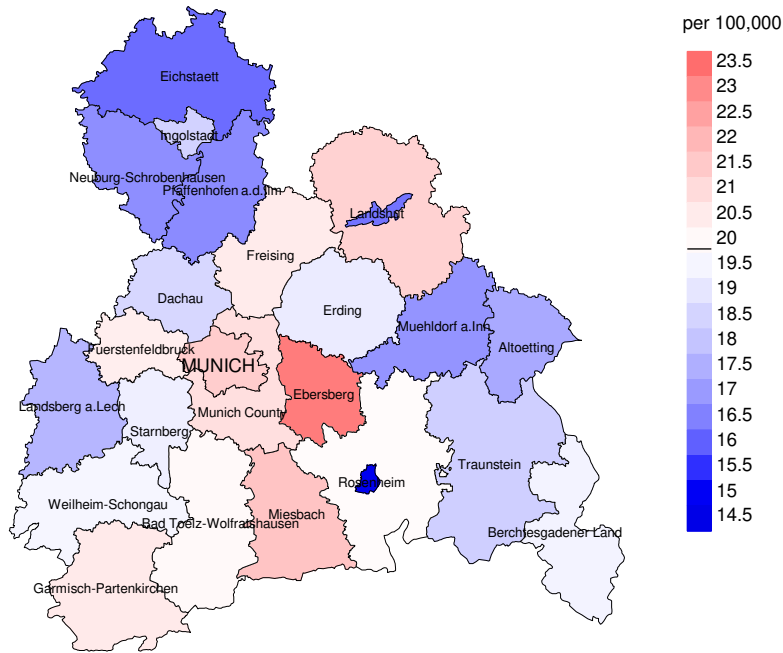 per 100,000
23.5
23
22.5
22
21.5
21
20.5
20
19.5
19
18.5
18
17.5
17
16.5
16
15.5
15
14.5
Eichstaett
Ingolstadt
Neuburg-Schrobenhausen
Pfaffenhofen a.d.Ilm
Landshut
Freising
Dachau
Erding
Muehldorf a.Inn
Altoetting
Fuerstenfeldbruck
MUNICH
Ebersberg
Landsberg a.Lech
Munich County
Starnberg
Traunstein
Rosenheim
Weilheim-Schongau
Miesbach
Bad Toelz-Wolfratshausen
Berchtesgadener Land
Garmisch-Partenkirchen